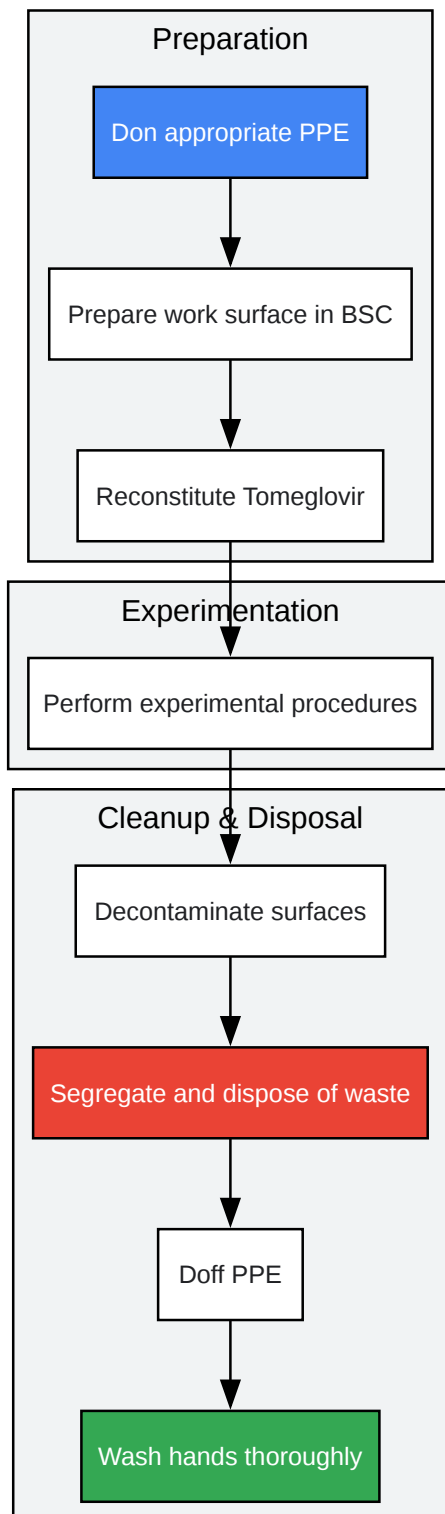 Preparation
Don appropriate PPE
Prepare work surface in BSC
Reconstitute Tomeglovir
Experimentation
Perform experimental procedures
Cleanup & Disposal
Decontaminate surfaces
Segregate and dispose of waste
Doff PPE
Wash hands thoroughly